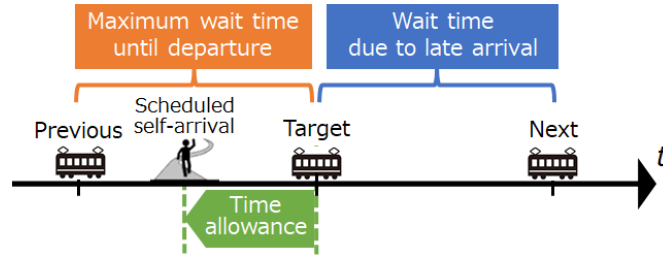 Maximum wait time
until departure
Wait time
due to late arrival
Scheduled
self-arrival
Previous
Target
Next
t
Time
allowance